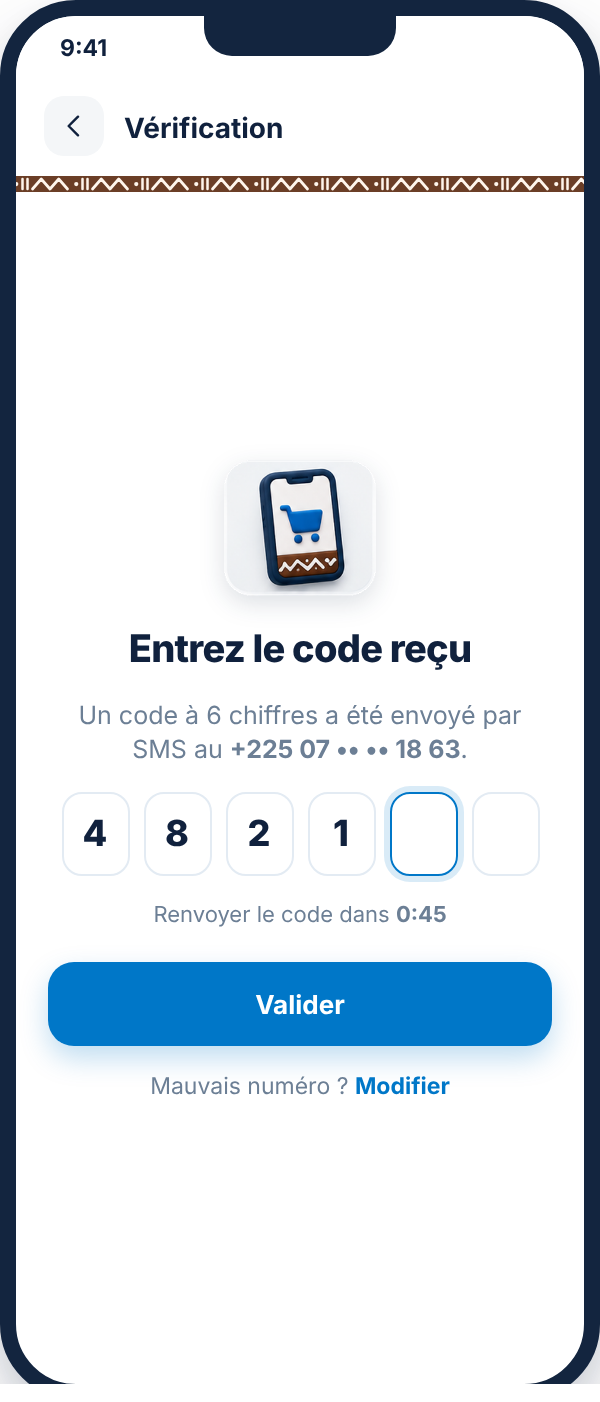 9:41
Vérification
Entrez le code reçu
Un code à 6 chiffres a été envoyé par
SMS au +225 07 •• •• 18 63.
4 8 2 1
Renvoyer le code dans 0:45
Valider
Mauvais numéro ? Modifier